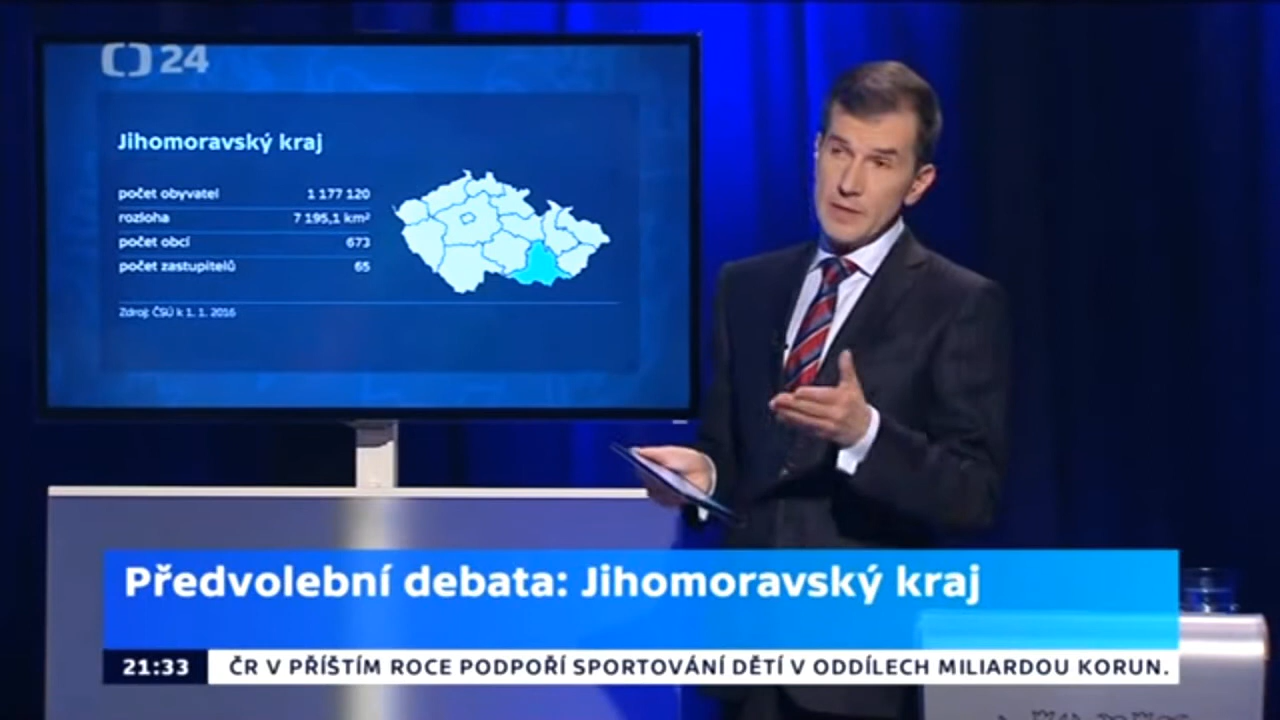 24
Jihomoravský kraj
počet obyvatel 1 177 120
rozloha 7 195,1 km²
počet obcí 673
počet zastupitelů 65
Zdroj: ČSÚ k 1. 1. 2016
Předvolební debata: Jihomoravský kraj
21:33 ČR V PŘÍŠTÍM ROCE PODPOŘÍ SPORTOVÁNÍ DĚTÍ V ODDÍLECH MILIARDOU KORUN.